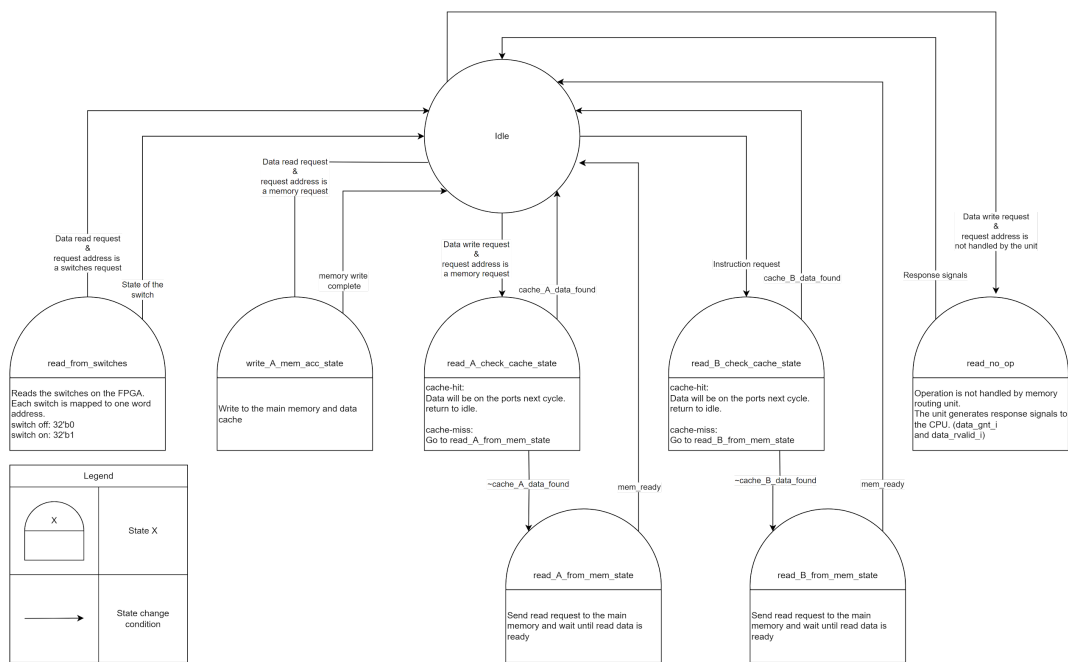 Idle
Data read request
&
request address is
a memory request
Data write request
&
request address is
not handled by the unit
Data read request
&
request address is
a switches request
State of the
switch
memory write
complete
Data write request
&
request address is
a memory request
cache_A_data_found
Instruction request
cache_B_data_found
Response signals
read_from_switches
Reads the switches on the FPGA.
Each switch is mapped to one word
address.
switch off: 32'b0
switch on: 32'b1
write_A_mem_acc_state
Write to the main memory and data
cache
read_A_check_cache_state
cache-hit:
Data will be on the ports next cycle.
return to idle.
cache-miss:
Go to read_A_from_mem_state
read_B_check_cache_state
cache-hit:
Data will be on the ports next cycle.
return to idle.
cache-miss:
Go to read_B_from_mem_state
read_no_op
Operation is not handled by memory
routing unit.
The unit generates response signals to
the CPU. (data_gnt_i
and data_rvalid_i)
~cache_A_data_found
mem_ready
~cache_B_data_found
mem_ready
read_A_from_mem_state
Send read request to the main
memory and wait until read data is
ready
read_B_from_mem_state
Send read request to the main
memory and wait until read data is
ready
Legend
X
State X
State change
condition